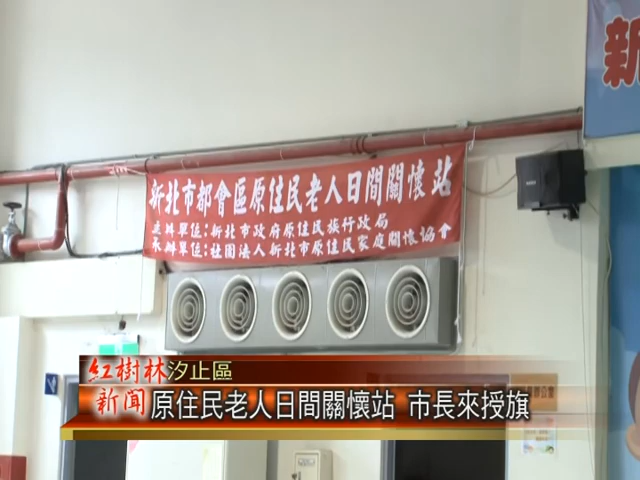 新
新北市都會區原住民老人日間關懷站
主辦單位:新北市政府原住民族行政局
承辦單位:社團法人新北市原住民家庭關懷協會
紅樹林 汐止區
新聞 原住民老人日間關懷站 市長來授旗